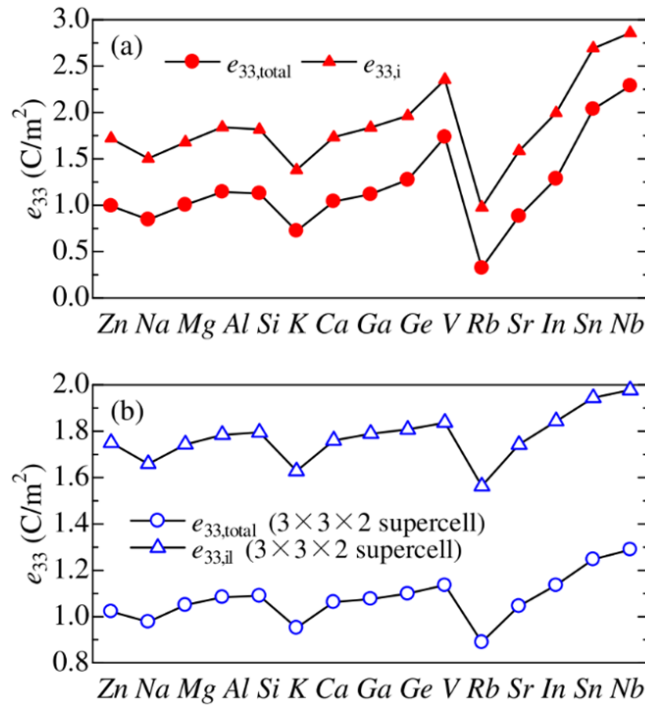 (a)
e33,total e33,i
e33 (C/m²)
3.0
2.5
2.0
1.5
1.0
0.5
0.0
Zn Na Mg Al Si K Ca Ga Ge V Rb Sr In Sn Nb
(b)
e33,total (3×3×2 supercell)
e33,il (3×3×2 supercell)
e33 (C/m²)
2.0
1.8
1.6
1.4
1.2
1.0
0.8
Zn Na Mg Al Si K Ca Ga Ge V Rb Sr In Sn Nb